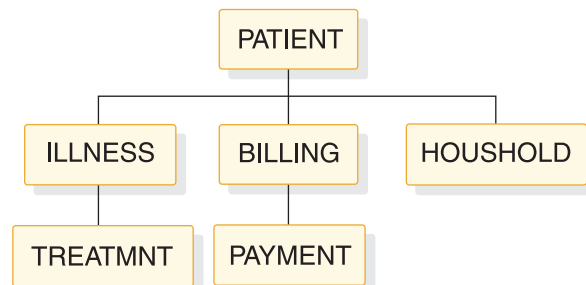 PATIENT
ILLNESS
BILLING
HOUSHOLD
TREATMNT
PAYMENT